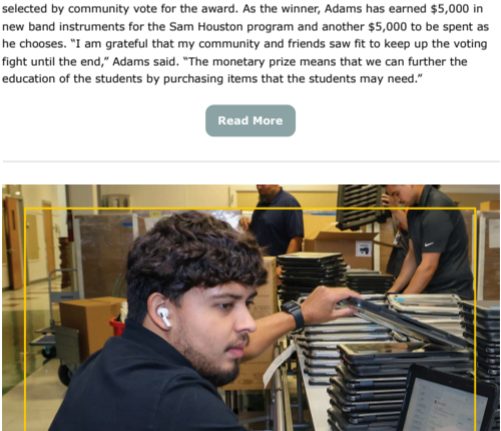 selected by community vote for the award. As the winner, Adams has earned $5,000 in
new band instruments for the Sam Houston program and another $5,000 to be spent as
he chooses. “I am grateful that my community and friends saw fit to keep up the voting
fight until the end,” Adams said. “The monetary prize means that we can further the
education of the students by purchasing items that the students may need.”
Read More